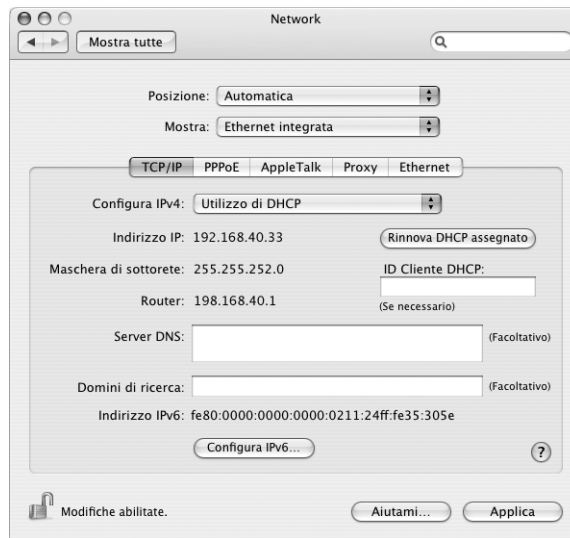 Network
Mostra tutte
Posizione: Automatica
Mostra: Ethernet integrata
TCP/IP PPPoE AppleTalk Proxy Ethernet
Configura IPv4: Utilizzo di DHCP
Indirizzo IP: 192.168.40.33 Rinnova DHCP assegnato
Maschera di sottorete: 255.255.252.0 ID Cliente DHCP:
Router: 198.168.40.1 (Se necessario)
Server DNS: (Facoltativo)
Domini di ricerca: (Facoltativo)
Indirizzo IPv6: fe80:0000:0000:0000:0211:24ff:fe35:305e
Configura IPv6... ?
Modifiche abilitate. Aiutami... Applica